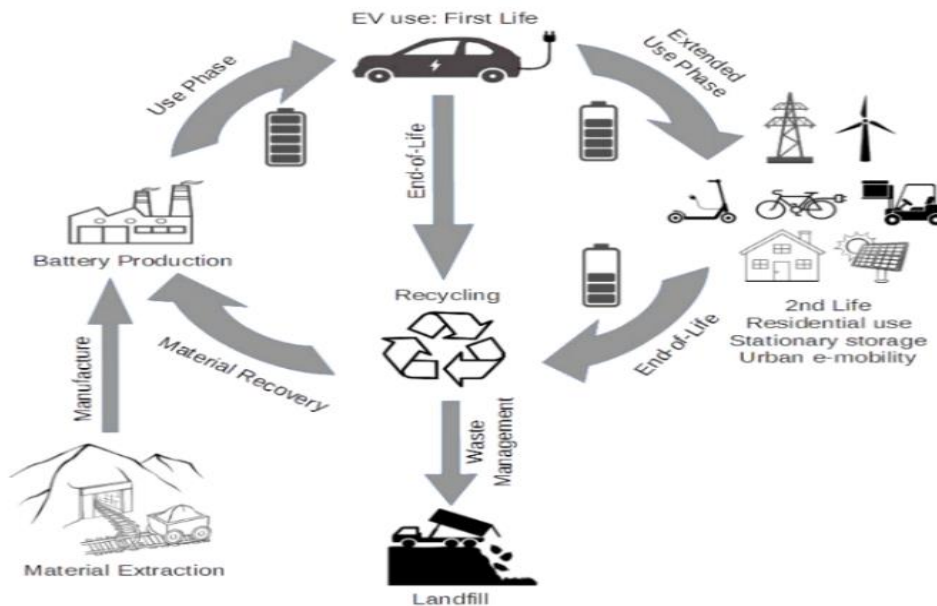 EV use: First Life
Use Phase
Extended
Use Phase
End-of-Life
Battery Production
Recycling
2nd Life
Residential use
Stationary storage
Urban e-mobility
End-of-Life
Material Recovery
Manufacture
Waste
Management
Material Extraction
Landfill